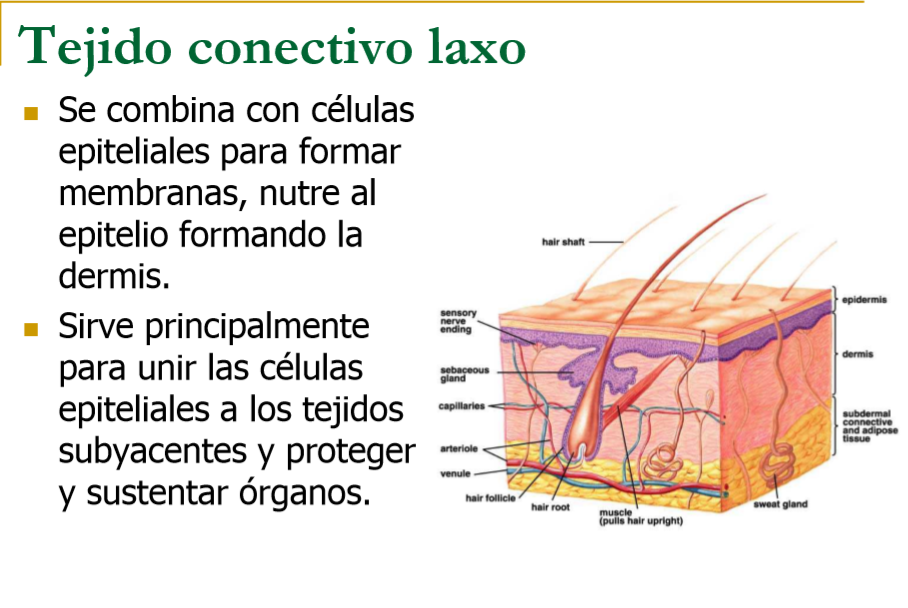 Tejido conectivo laxo
Se combina con células
epiteliales para formar
membranas, nutre al
epitelio formando la
dermis.
Sirve principalmente
para unir las células
epiteliales a los tejidos
subyacentes y proteger
y sustentar órganos.
hair shaft
sensory
nerve
ending
sebaceous
gland
capillaries
arteriole
venule
hair follicle
hair root
muscle
(pulls hair upright)
sweat gland
epidermis
dermis
subdermal
connective
and adipose
tissue